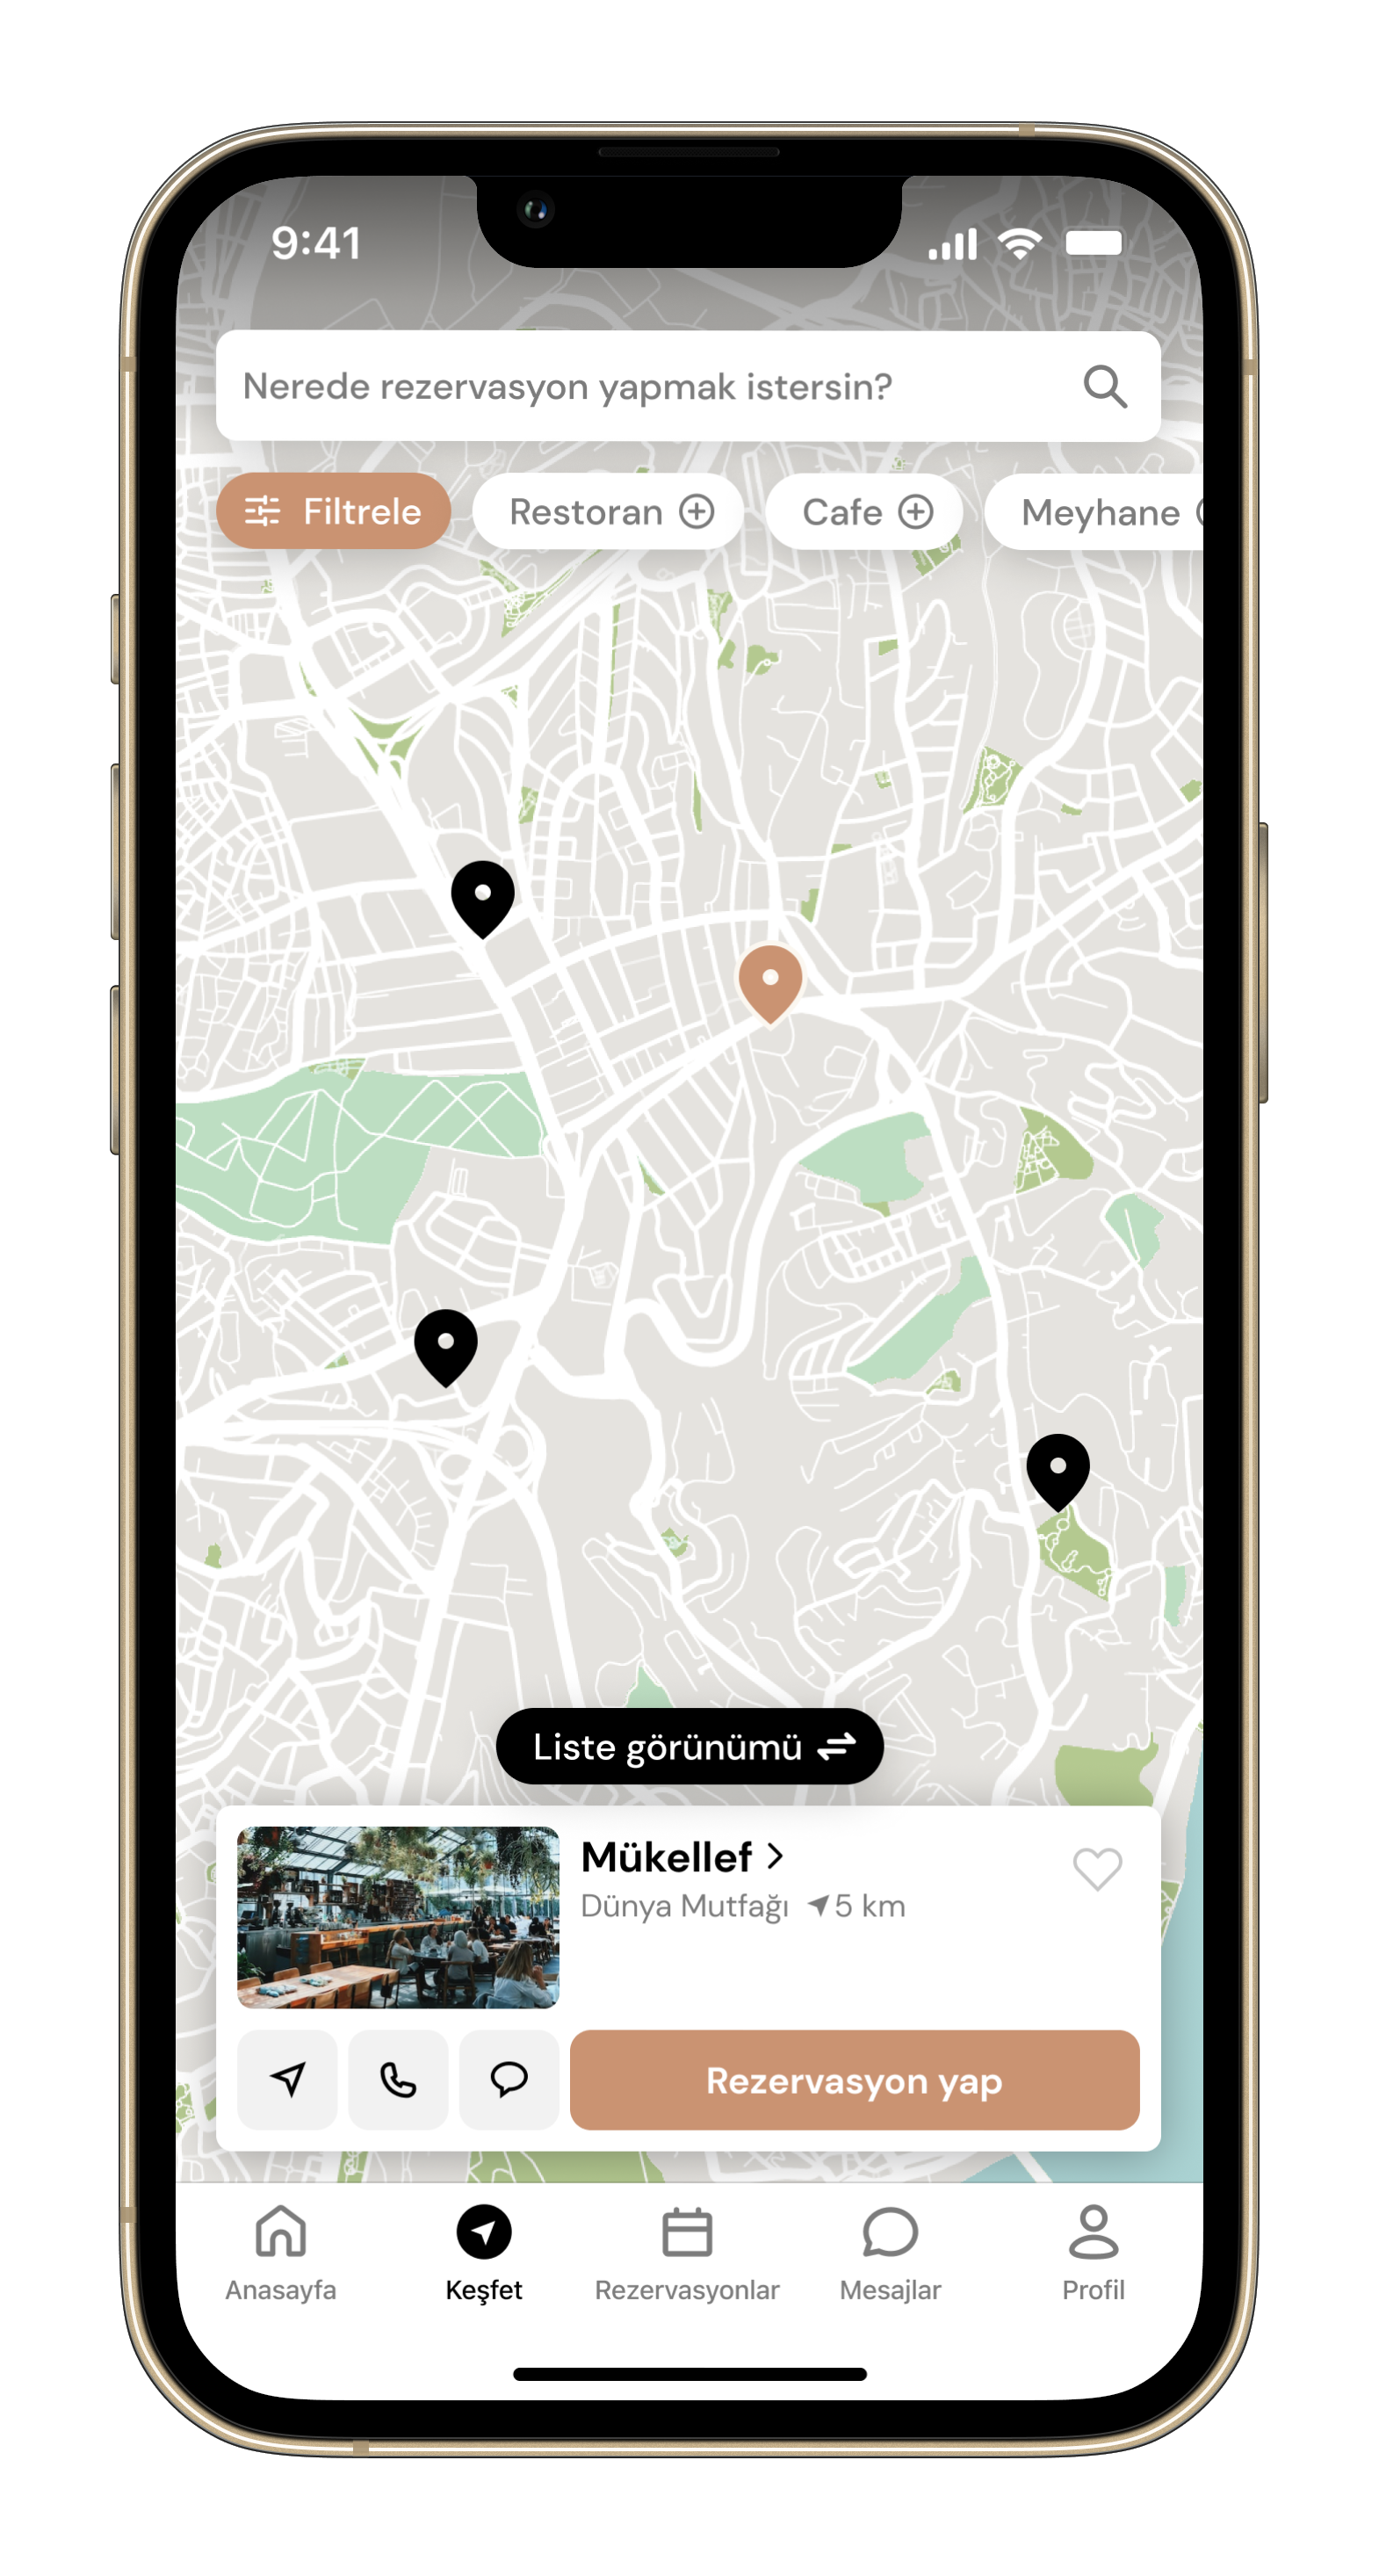 9:41
Nerede rezervasyon yapmak istersin?
Filtrele Restoran Cafe Meyhane
Liste görünümü
Mükellef
Dünya Mutfağı 5 km
Rezervasyon yap
Anasayfa Keşfet Rezervasyonlar Mesajlar Profil